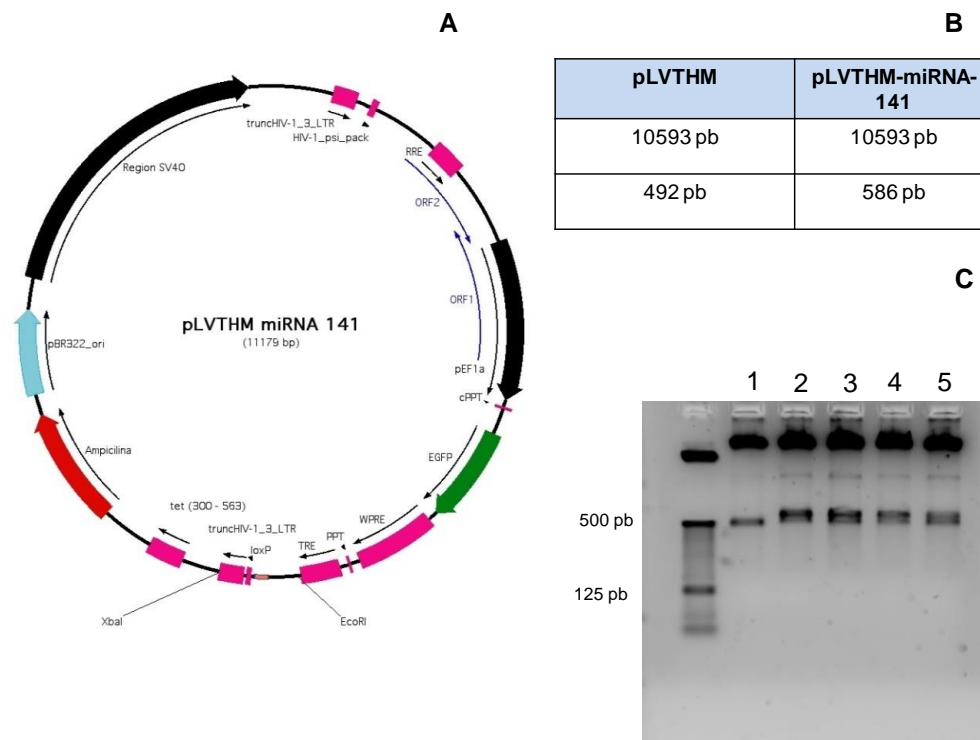 A
B
pLVTHM
pLVTHM-miRNA-
141
10593 pb
10593 pb
492 pb
586 pb
truncHIV-1_3_LTR
HIV-1_psi_pack
RRE
Region SV40
ORF2
ORF1
pLVTHM miRNA 141
(11179 bp)
pBR322_ori
pEF1a
cPPT
Ampicilina
EGFP
tet (300 - 563)
WPRE
truncHIV-1_3_LTR
PPT
TRE
loxP
XbaI
EcoRI
C
1 2 3 4 5
500 pb
125 pb